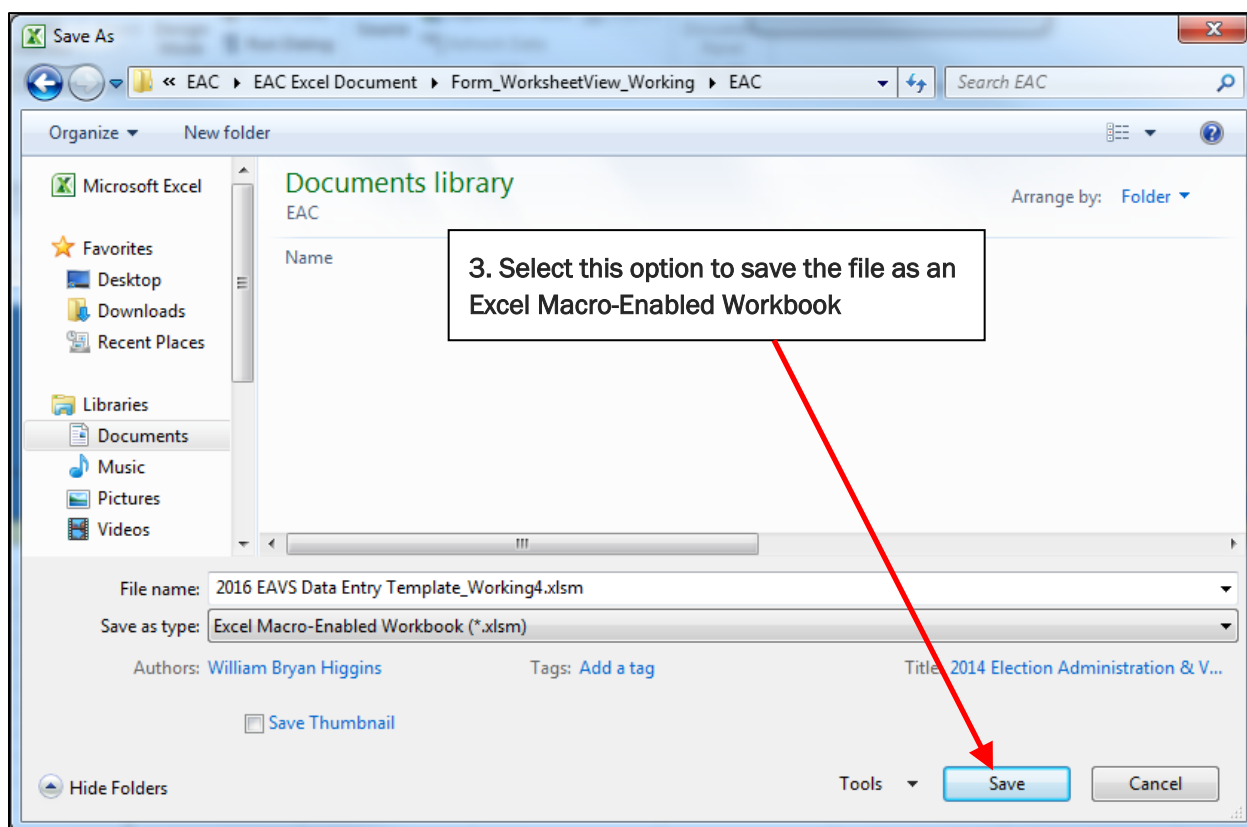 Save As
« EAC ▸ EAC Excel Document ▸ Form_WorksheetView_Working ▸ EAC
Search EAC
Organize
New folder
Microsoft Excel
Documents library
EAC
Arrange by: Folder
Favorites
Name
Desktop
Downloads
Recent Places
3. Select this option to save the file as an
Excel Macro-Enabled Workbook
Libraries
Documents
Music
Pictures
Videos
File name: 2016 EAVS Data Entry Template_Working4.xlsm
Save as type: Excel Macro-Enabled Workbook (*.xlsm)
Authors: William Bryan Higgins Tags: Add a tag Title: 2014 Election Administration & V...
Save Thumbnail
Hide Folders
Tools
Save
Cancel